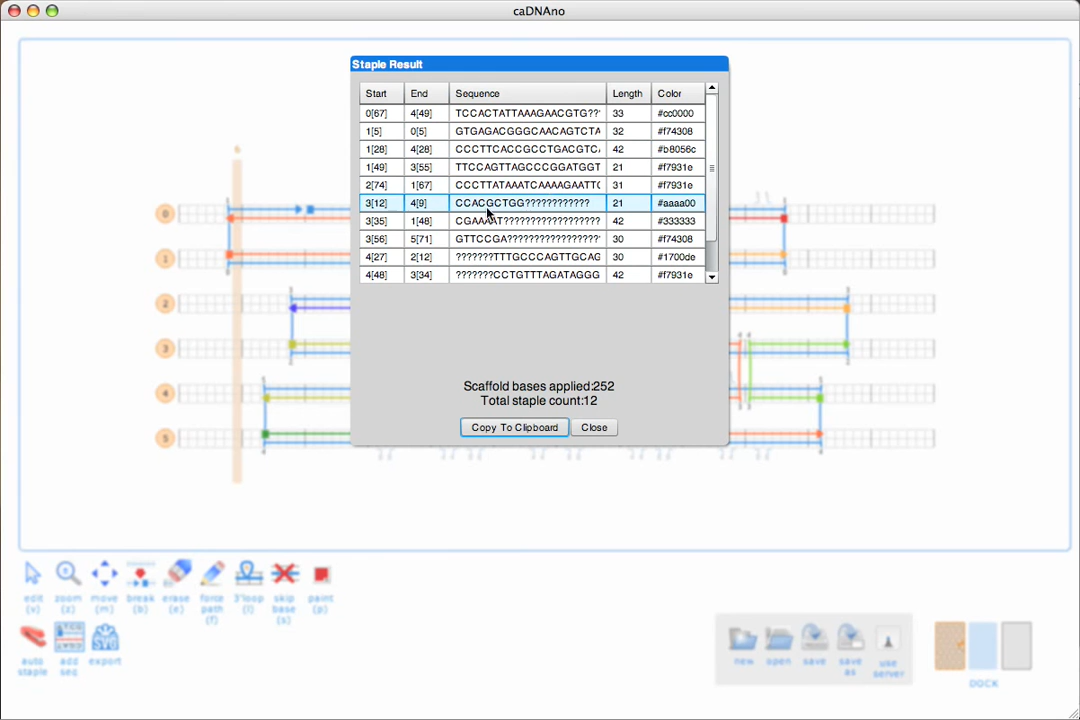 caDNAno
Staple Result
Start End Sequence Length Color
0[67] 4[49] TCCACTATTAAAGAACGTG??' 33 #cc0000
1[5] 0[5] GTGAGACGGGCAACAGTCTA 32 #f74308
1[28] 4[28] CCCTTCACCGCCTGACGTC. 42 #b8056c
1[49] 3[55] TTCCAGTTAGCCCGGATGGT 21 #f7931e
2[74] 1[67] CCCTTATAAATCAAAAGAATT( 31 #f7931e
3[12] 4[9] CCACGCTGG???????????? 21 #aaaa00
3[35] 1[48] CGAAAAT????????????????? 42 #333333
3[56] 5[71] GTTCCGA????????????????' 30 #f74308
4[27] 2[12] ???????TTTGCCCAGTTGCAG 30 #1700de
4[48] 3[34] ???????CCTGTTTAGATAGGG 42 #f7931e
Scaffold bases applied:252
Total staple count:12
Copy To Clipboard Close
6
0
1
2
3
4
5
edit zoom move break erase force 3'loop skip paint
path base
(v) (z) (m) (b) (e) (f) (l) (s) (p)
auto add export
staple seq
new open save save use
as server
DOCK